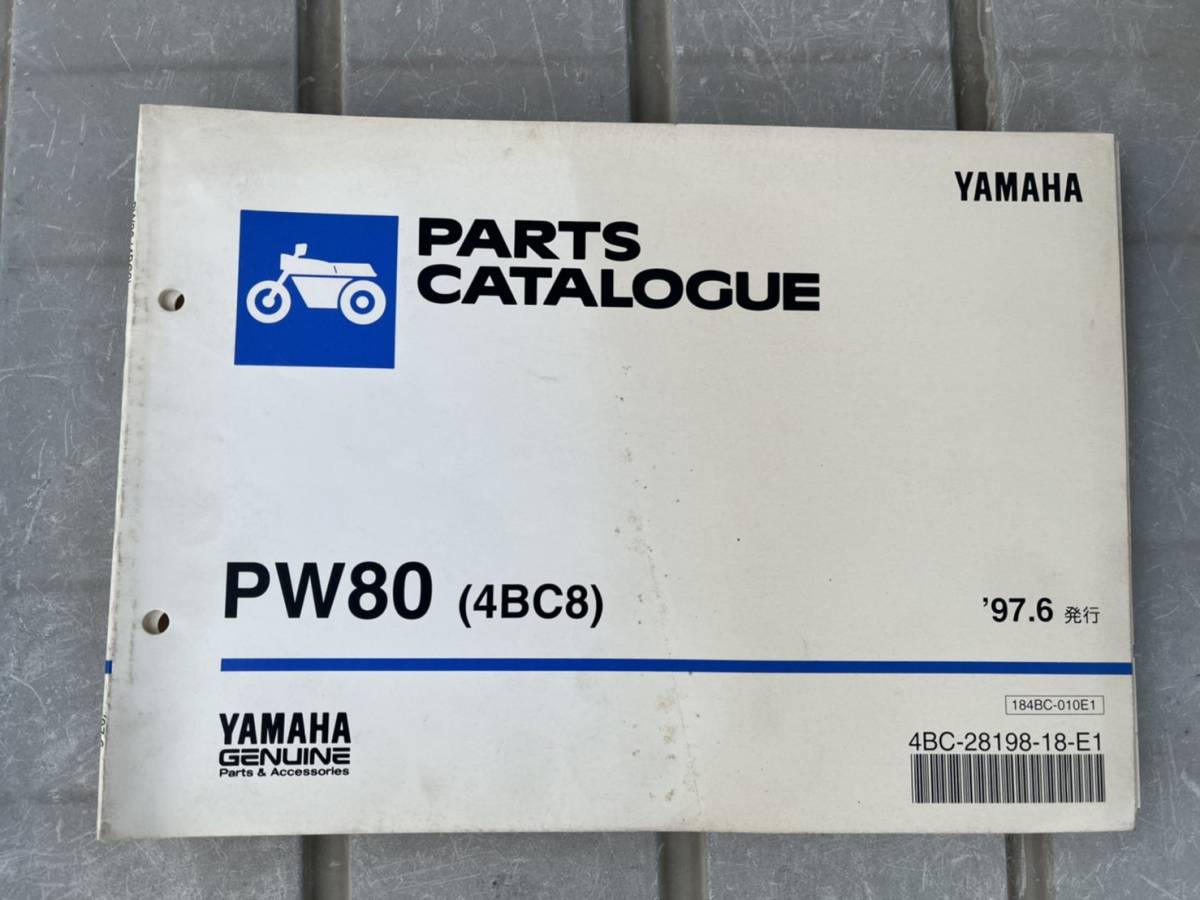 YAMAHA
PARTS
CATALOGUE
PW80 (4BC8)
'97.6 発行
YAMAHA
GENUINE
Parts & Accessories
184BC-010E1
4BC-28198-18-E1